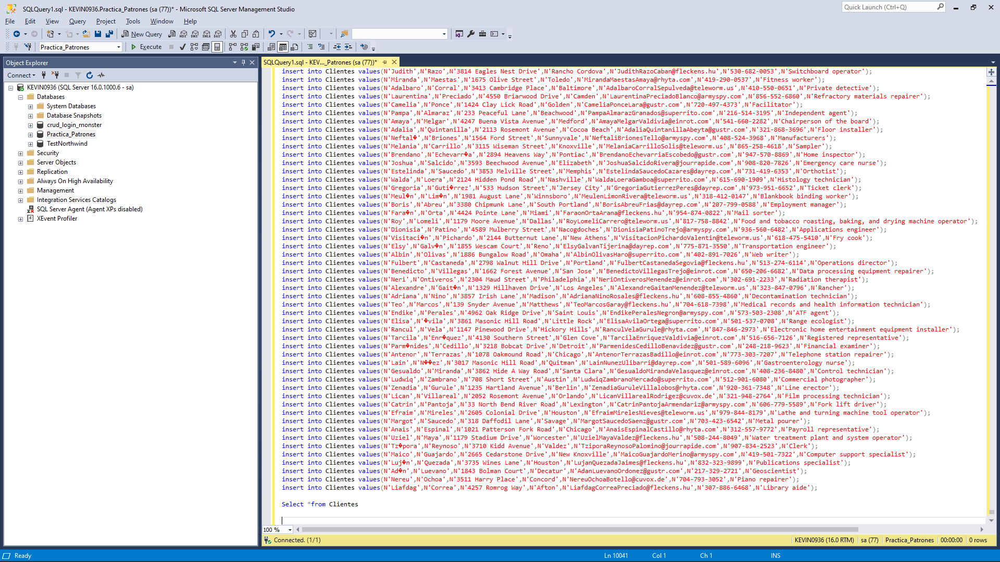 SQLQuery1.sql - KEVIN0936.Practica_Patrones (sa (77))* - Microsoft SQL Server Management Studio
Quick Launch (Ctrl+Q)
File Edit View Query Project Tools Window Help
New Query
MDX DMX XMLA DAX
Practica_Patrones
Execute
Object Explorer
Connect
KEVIN0936 (SQL Server 16.0.1000.6 - sa)
Databases
System Databases
Database Snapshots
crud_login_monster
Practica_Patrones
TestNorthwind
Security
Server Objects
Replication
Always On High Availability
Management
Integration Services Catalogs
SQL Server Agent (Agent XPs disabled)
XEvent Profiler
SQLQuery1.sql - KEV..._Patrones (sa (77))*
insert into Clientes values(N'Judith',N'Razo',N'3814 Eagles Nest Drive',N'Rancho Cordova',N'JudithRazoCaban@fleckens.hu',N'530-682-0053',N'Switchboard operator');
insert into Clientes values(N'Miranda',N'Maestas',N'1675 Olive Street',N'Toledo',N'MirandaMaestasAmaya@rhyta.com',N'419-290-0537',N'Fitness worker');
insert into Clientes values(N'Adalbaro',N'Corral',N'3413 Cambridge Place',N'Baltimore',N'AdalbaroCorralSepulveda@teleworm.us',N'410-550-0651',N'Private detective');
insert into Clientes values(N'Laurentina',N'Preciado',N'4550 Briarwood Drive',N'Camden',N'LaurentinaPreciadoBlanco@armyspy.com',N'856-552-6860',N'Refractory materials repairer');
insert into Clientes values(N'Camelia',N'Ponce',N'1424 Clay Lick Road',N'Golden',N'CameliaPonceLara@gustr.com',N'720-497-4373',N'Facilitator');
insert into Clientes values(N'Pampa',N'Almaraz',N'233 Peaceful Lane',N'Beachwood',N'PampaAlmarazGranados@superrito.com',N'216-514-3195',N'Independent agent');
insert into Clientes values(N'Amaya',N'Melgar',N'4247 Buena Vista Avenue',N'Medford',N'AmayaMelgarValdivia@einrot.com',N'541-660-2282',N'Chairperson of the board');
insert into Clientes values(N'Adalia',N'Quintanilla',N'2113 Rosemont Avenue',N'Cocoa Beach',N'AdaliaQuintanillaAbeyta@gustr.com',N'321-868-3696',N'Floor installer');
insert into Clientes values(N'Neftal�',N'Briones',N'1564 Ford Street',N'Sunnyvale',N'NeftaliBrionesTello@armyspy.com',N'408-524-3968',N'Manufacturers');
insert into Clientes values(N'Melania',N'Carrillo',N'3115 Wiseman Street',N'Knoxville',N'MelaniaCarrilloSolis@teleworm.us',N'865-258-4618',N'Sampler');
insert into Clientes values(N'Brendano',N'Echevarr�a',N'2894 Heavens Way',N'Pontiac',N'BrendanoEchevarriaEscobedo@gustr.com',N'947-570-8869',N'Home inspector');
insert into Clientes values(N'Joshua',N'Salcido',N'3593 Beechwood Avenue',N'Elizabeth',N'JoshuaSalcidoRivera@jourrapide.com',N'908-820-7826',N'Emergency care nurse');
insert into Clientes values(N'Estelinda',N'Saucedo',N'3853 Melville Street',N'Memphis',N'EstelindaSaucedoCazares@dayrep.com',N'731-419-6353',N'Orthotist');
insert into Clientes values(N'Walda',N'Loera',N'2124 Hidden Pond Road',N'Nashville',N'WaldaLoeraGamboa@superrito.com',N'615-690-1909',N'Histology technician');
insert into Clientes values(N'Gregoria',N'Guti�rrez',N'533 Hudson Street',N'Jersey City',N'GregoriaGutierrezPeres@dayrep.com',N'973-951-6652',N'Ticket clerk');
insert into Clientes values(N'Meul�n',N'Lim�n',N'1981 August Lane',N'Winnsboro',N'MeulenLimonRivera@teleworm.us',N'318-412-0147',N'Blankbook binding worker');
insert into Clientes values(N'Boris',N'Abreu',N'3380 Chipmunk Lane',N'South Portland',N'BorisAbreuFrias@dayrep.com',N'207-799-0588',N'Employment manager');
insert into Clientes values(N'Fara�n',N'Orta',N'4424 Pointe Lane',N'Miami',N'FaraonOrtaArana@fleckens.hu',N'954-874-0822',N'Mail sorter');
insert into Clientes values(N'Roy',N'Lomeli',N'1179 Moore Avenue',N'Dallas',N'RoyLomeliCarrero@teleworm.us',N'817-758-8842',N'Food and tobacco roasting, baking, and drying machine operator');
insert into Clientes values(N'Dionisia',N'Patino',N'4589 Mulberry Street',N'Nacogdoches',N'DionisiaPatinoTrejo@armyspy.com',N'936-560-6482',N'Applications engineer');
insert into Clientes values(N'Visitaci�n',N'Pichardo',N'2144 Butternut Lane',N'New Athens',N'VisitacionPichardoValentin@teleworm.us',N'618-475-5410',N'Fry cook');
insert into Clientes values(N'Elsy',N'Galv�n',N'1855 Wescam Court',N'Reno',N'ElsyGalvanTijerina@dayrep.com',N'775-871-3550',N'Transportation engineer');
insert into Clientes values(N'Albin',N'Olivas',N'1886 Bungalow Road',N'Omaha',N'AlbinOlivasHaro@superrito.com',N'402-891-7026',N'Web writer');
insert into Clientes values(N'Fulbert',N'Castaneda',N'2798 Walnut Hill Drive',N'Portland',N'FulbertCastanedaSegovia@fleckens.hu',N'513-274-6114',N'Operations director');
insert into Clientes values(N'Benedicto',N'Villegas',N'1662 Forest Avenue',N'San Jose',N'BenedictoVillegasTrejo@einrot.com',N'650-206-6682',N'Data processing equipment repairer');
insert into Clientes values(N'Neri',N'Ontiveros',N'2304 Maud Street',N'Philadelphia',N'NeriOntiverosMenendez@einrot.com',N'302-691-2233',N'Radiation therapist');
insert into Clientes values(N'Alexandre',N'Gait�n',N'1329 Hillhaven Drive',N'Los Angeles',N'AlexandreGaitanMenendez@teleworm.us',N'323-847-0796',N'Rancher');
insert into Clientes values(N'Adriana',N'Nino',N'3857 Irish Lane',N'Madison',N'AdrianaNinoRosales@fleckens.hu',N'608-855-4860',N'Decontamination technician');
insert into Clientes values(N'Teo',N'Marcos',N'139 Snyder Avenue',N'Matthews',N'TeoMarcosGaray@fleckens.hu',N'704-618-7398',N'Medical records and health information technician');
insert into Clientes values(N'Endike',N'Perales',N'4962 Oak Ridge Drive',N'Saint Louis',N'EndikePeralesNegron@armyspy.com',N'573-503-2308',N'ATF agent');
insert into Clientes values(N'Elisa',N'�vila',N'3861 Masonic Hill Road',N'Little Rock',N'ElisaAvilaOrtega@superrito.com',N'501-537-0708',N'Range ecologist');
insert into Clientes values(N'Rancul',N'Vela',N'1147 Pinewood Drive',N'Hickory Hills',N'RanculVelaGurule@rhyta.com',N'847-846-2973',N'Electronic home entertainment equipment installer');
insert into Clientes values(N'Tarcila',N'Enr�quez',N'4130 Southern Street',N'Glen Cove',N'TarcilaEnriquezValdivia@einrot.com',N'516-656-7126',N'Registered representative');
insert into Clientes values(N'Parm�nides',N'Cedillo',N'3218 Bobcat Drive',N'Detroit',N'ParmenidesCedilloBenavidez@gustr.com',N'248-218-9623',N'Financial examiner');
insert into Clientes values(N'Antenor',N'Terrazas',N'1078 Oakmound Road',N'Chicago',N'AntenorTerrazasBadillo@einrot.com',N'773-303-7207',N'Telephone station repairer');
insert into Clientes values(N'Lain',N'N��ez',N'3017 Masonic Hill Road',N'Quitman',N'LainNunezUlibarri@dayrep.com',N'501-589-6096',N'Gastroenterology nurse');
insert into Clientes values(N'Gesualdo',N'Miranda',N'3862 Hide A Way Road',N'Santa Clara',N'GesualdoMirandaVelasquez@einrot.com',N'408-236-8480',N'Control technician');
insert into Clientes values(N'Ludwiq',N'Zambrano',N'708 Short Street',N'Austin',N'LudwiqZambranoMercado@superrito.com',N'512-901-6080',N'Commercial photographer');
insert into Clientes values(N'Zenadia',N'Gurule',N'1235 Hartland Avenue',N'Berlin',N'ZenadiaGuruleVillalobos@rhyta.com',N'920-361-7348',N'Line erector');
insert into Clientes values(N'Lican',N'Villareal',N'2052 Rosemont Avenue',N'Orlando',N'LicanVillarealRodrigez@cuvox.de',N'321-948-2764',N'Film processing technician');
insert into Clientes values(N'Catrin',N'Pantoja',N'33 North Bend River Road',N'Lexington',N'CatrinPantojaArmendariz@armyspy.com',N'606-779-5589',N'Fork lift driver');
insert into Clientes values(N'Efraim',N'Mireles',N'2605 Colonial Drive',N'Houston',N'EfraimMirelesNieves@teleworm.us',N'979-844-8179',N'Lathe and turning machine tool operator');
insert into Clientes values(N'Margot',N'Saucedo',N'318 Daffodil Lane',N'Savage',N'MargotSaucedoSaenz@gustr.com',N'703-423-6542',N'Metal pourer');
insert into Clientes values(N'Anais',N'Espinal',N'1021 Patterson Fork Road',N'Chicago',N'AnaisEspinalCastillo@rhyta.com',N'312-557-9772',N'Payroll representative');
insert into Clientes values(N'Uziel',N'Maya',N'1179 Stadium Drive',N'Worcester',N'UzielMayaValdez@fleckens.hu',N'508-244-8049',N'Water treatment plant and system operator');
insert into Clientes values(N'Tz�pora',N'Reynoso',N'3710 Kidd Avenue',N'Valdez',N'TziporaReynosoPalomino@jourrapide.com',N'907-834-2523',N'Clerk');
insert into Clientes values(N'Maico',N'Guajardo',N'2665 Cedarstone Drive',N'New Knoxville',N'MaicoGuajardoMerino@armyspy.com',N'419-501-7322',N'Computer support specialist');
insert into Clientes values(N'Luj�n',N'Quezada',N'3735 Wines Lane',N'Houston',N'LujanQuezadaJaimes@fleckens.hu',N'832-323-9899',N'Publications specialist');
insert into Clientes values(N'Ad�n',N'Luevano',N'1843 Bolman Court',N'Decatur',N'AdanLuevanoOrdonez@gustr.com',N'217-329-2721',N'Geoscientist');
insert into Clientes values(N'Nereu',N'Ochoa',N'3511 Harry Place',N'Concord',N'NereuOchoaBotello@cuvox.de',N'704-793-3052',N'Piano repairer');
insert into Clientes values(N'Liafdag',N'Correa',N'4257 Romrog Way',N'Afton',N'LiafdagCorreaPreciado@fleckens.hu',N'307-886-6468',N'Library aide');
Select *from Clientes
100 %
Connected. (1/1)
KEVIN0936 (16.0 RTM) sa (77) Practica_Patrones 00:00:00 0 rows
Ready
Ln 10041 Col 1 Ch 1 INS